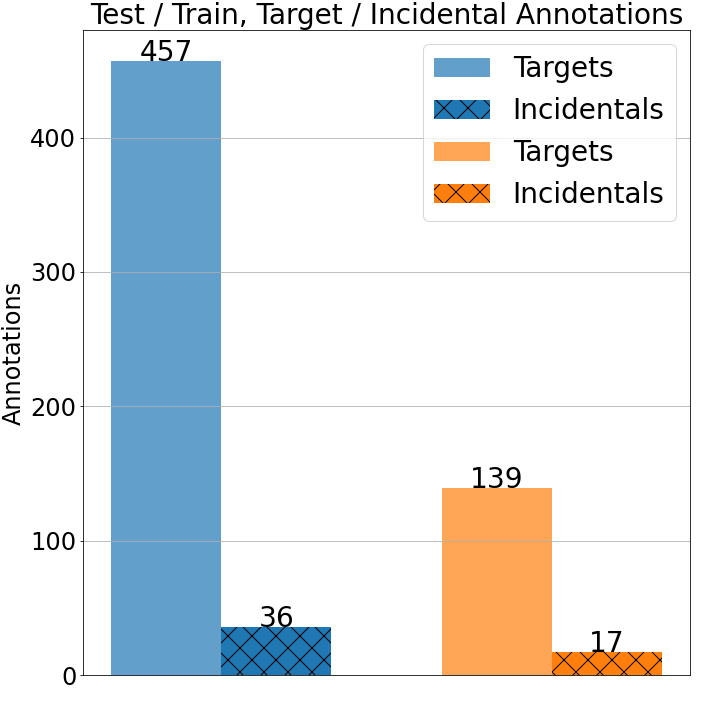 Test / Train, Target / Incidental Annotations
457
Targets
Incidentals
Targets
Incidentals
400
300
Annotations
200
139
100
36
17
0